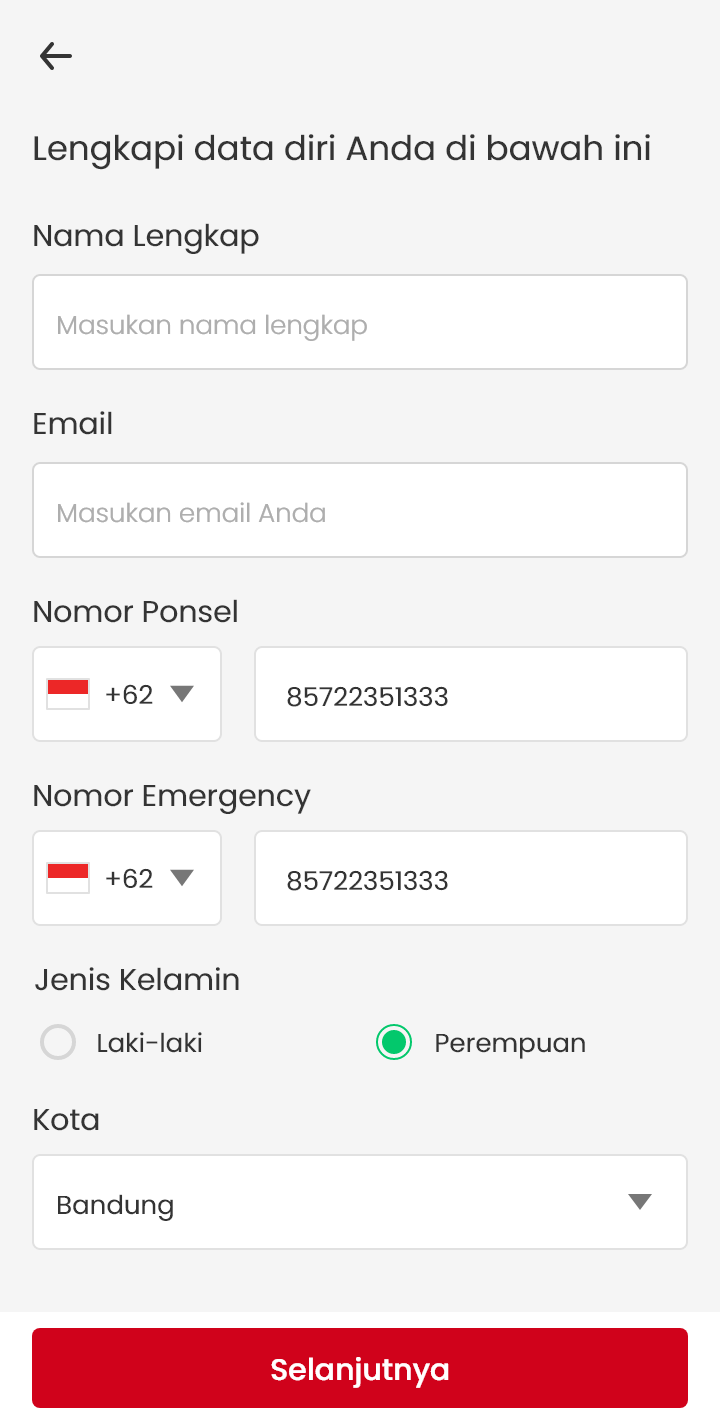 Lengkapi data diri Anda di bawah ini
Nama Lengkap
Masukan nama lengkap
Email
Masukan email Anda
Nomor Ponsel
+62 85722351333
Nomor Emergency
+62 85722351333
Jenis Kelamin
Laki-laki Perempuan
Kota
Bandung
Selanjutnya